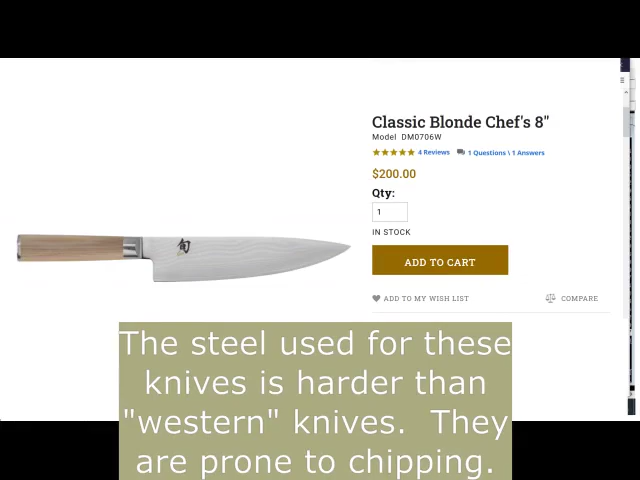 Classic Blonde Chef's 8"
Model DM0706W
4 Reviews 1 Questions \ 1 Answers
$200.00
Qty:
1
IN STOCK
ADD TO CART
ADD TO MY WISH LIST COMPARE
旬
The steel used for these
knives is harder than
"western" knives. They
are prone to chipping.